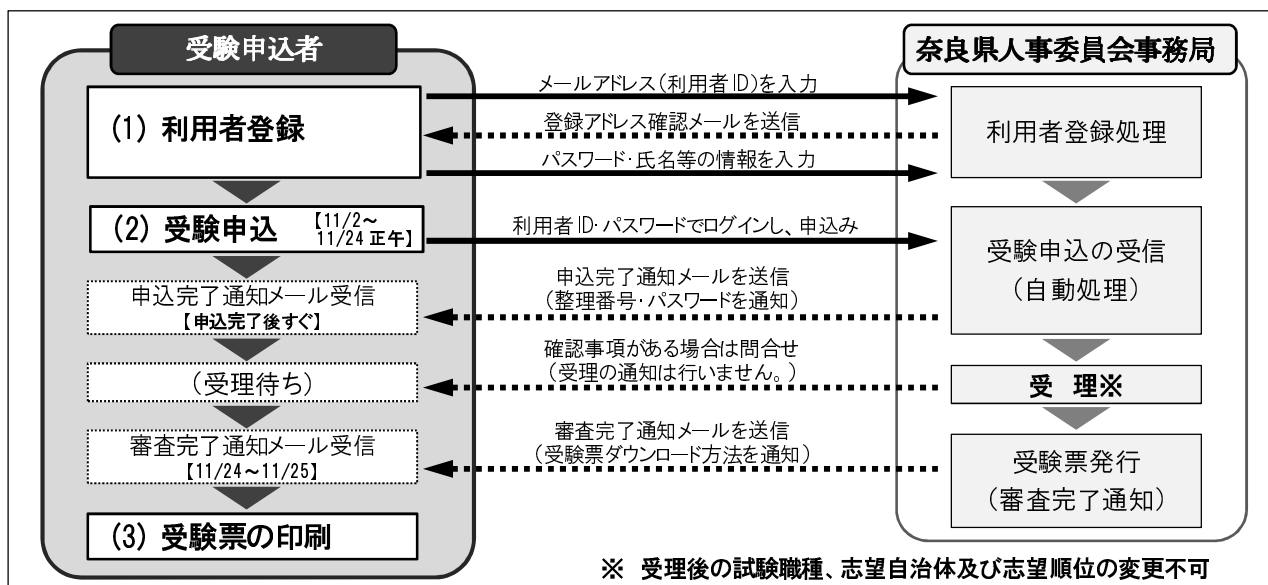 受験申込者
奈良県人事委員会事務局
メールアドレス(利用者ID)を入力
(1) 利用者登録
登録アドレス確認メールを送信
利用者登録処理
パスワード・氏名等の情報を入力
(2) 受験申込 【11/2～
11/24 正午】
利用者ID・パスワードでログインし、申込み
受験申込の受信
(自動処理)
申込完了通知メール受信
【申込完了後すぐ】
申込完了通知メールを送信
(整理番号・パスワードを通知)
確認事項がある場合は問合せ
(受理の通知は行いません。)
(受理待ち)
受 理※
審査完了通知メール受信
【11/24～11/25】
審査完了通知メールを送信
(受験票ダウンロード方法を通知)
受験票発行
(審査完了通知)
(3) 受験票の印刷
※ 受理後の試験職種、志望自治体及び志望順位の変更不可